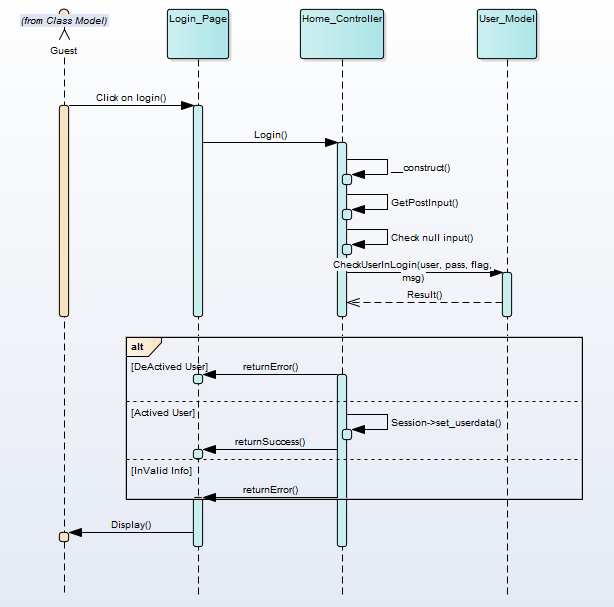 (from Class Model)
Guest
Login_Page
Home_Controller
User_Model
Click on login()
Login()
__construct()
GetPostInput()
Check null input()
CheckUserInLogin(user, pass, flag,
msg)
Result()
alt
[DeActived User]
returnError()
[Actived User]
Session->set_userdata()
returnSuccess()
[InValid Info]
returnError()
Display()